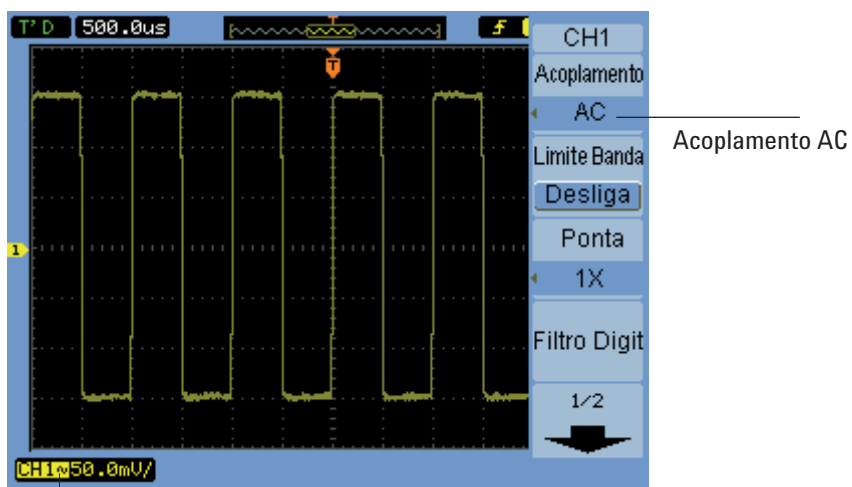 T'D 500.0us
T
T
CH1
Acoplamento
AC
Acoplamento AC
Limite Banda
Desliga
Ponta
1X
Filtro Digit
1/2
1
CH1~50.0mV/